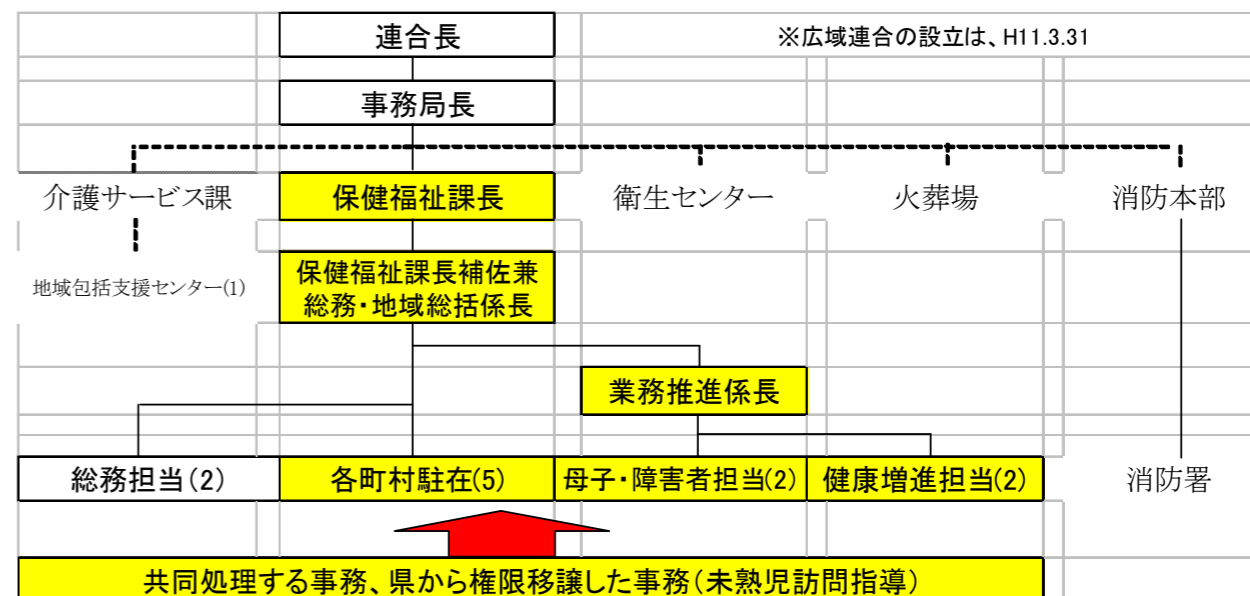 連合長
※広域連合の設立は、H11.3.31
事務局長
介護サービス課
保健福祉課長
衛生センター
火葬場
消防本部
地域包括支援センター(1)
保健福祉課長補佐兼
総務・地域総括係長
業務推進係長
総務担当(2)
各町村駐在(5)
母子・障害者担当(2)
健康増進担当(2)
消防署
共同処理する事務、県から権限移譲した事務(未熟児訪問指導)